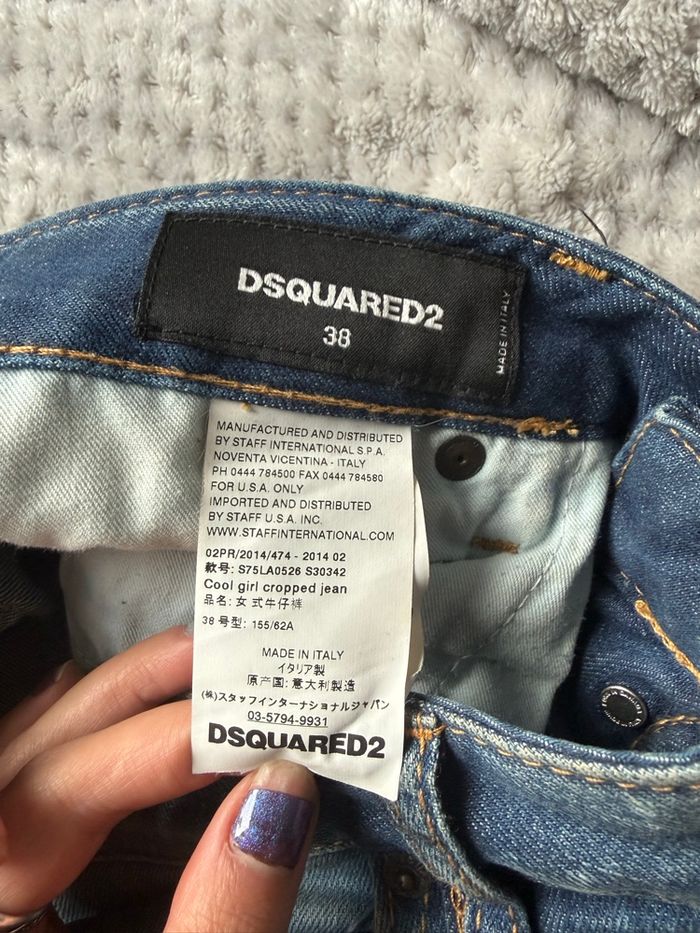 DSQUARED2
38
MADE IN ITALY
MANUFACTURED AND DISTRIBUTED
BY STAFF INTERNATIONAL S.P.A.
NOVENTA VICENTINA - ITALY
PH 0444 784500 FAX 0444 784580
FOR U.S.A. ONLY
IMPORTED AND DISTRIBUTED
BY STAFF U.S.A. INC.
WWW.STAFFINTERNATIONAL.COM
02PR/2014/474 - 2014 02
款号: S75LA0526 S30342
Cool girl cropped jean
品名: 女 式牛仔裤
38 号型: 155/62A
MADE IN ITALY
イタリア製
原产国: 意大利製造
(株)スタッフインターナショナルジャパン
03-5794-9931
DSQUARED2